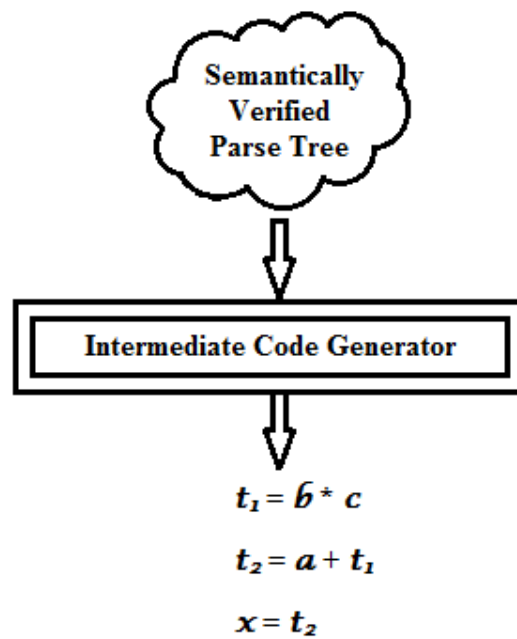 Semantically
Verified
Parse Tree
Intermediate Code Generator
t₁ = b * c
t₂ = a + t₁
x = t₂